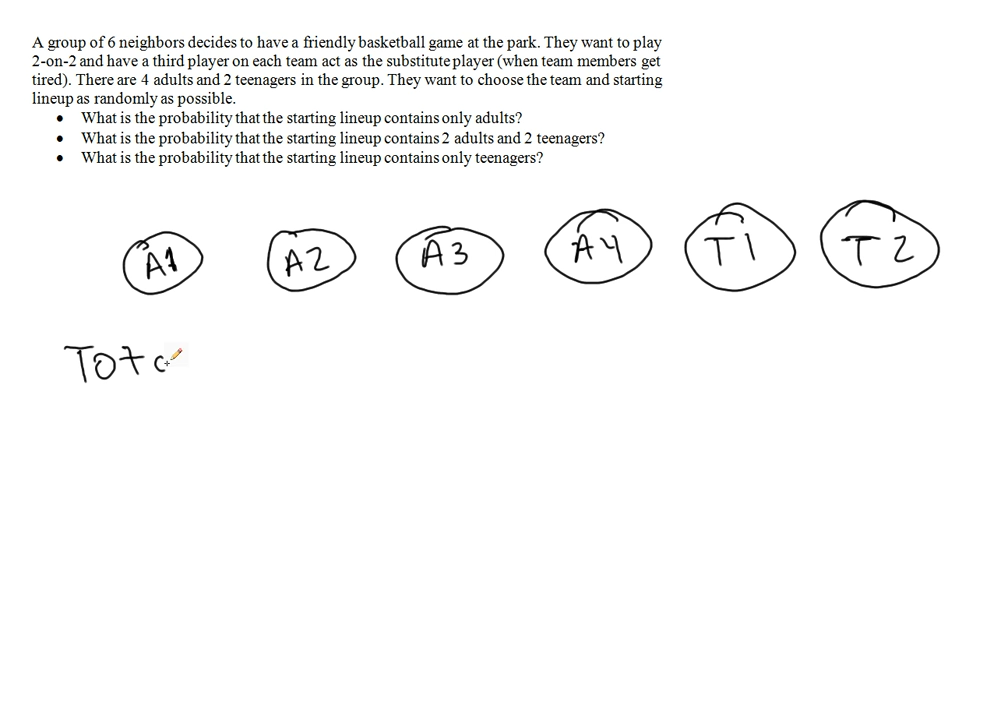 A group of 6 neighbors decides to have a friendly basketball game at the park. They want to play
2-on-2 and have a third player on each team act as the substitute player (when team members get
tired). There are 4 adults and 2 teenagers in the group. They want to choose the team and starting
lineup as randomly as possible.
• What is the probability that the starting lineup contains only adults?
• What is the probability that the starting lineup contains 2 adults and 2 teenagers?
• What is the probability that the starting lineup contains only teenagers?
A1 A2 A3 A4 T1 T2
Tota